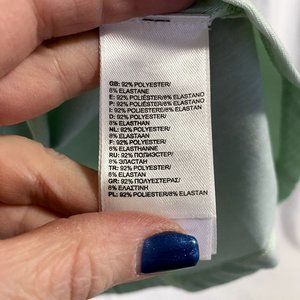 GB: 92% POLYESTER/
8% ELASTANE
E: 92% POLIÉSTER/8% ELASTANO
P: 92% POLIÉSTER/8% ELASTANO
I: 92% POLIESTERE/
8% ELASTAN
D: 92% POLYESTER/
8% ELASTHAN
NL: 92% POLYESTER/
8% ELASTAAN
F: 92% POLYESTER/
8% ELASTHANNE
RU: 92% ПОЛИЭСТЕР/
8% ЭЛАСТАН
TR: 92% POLYESTER/
8% ELASTAN
GR: 92% ΠΟΛΥΕΣΤΕΡΑΣ/
8% ΕΛΑΣΤΙΝΗ
PL: 92% POLIESTER/8% ELASTAN